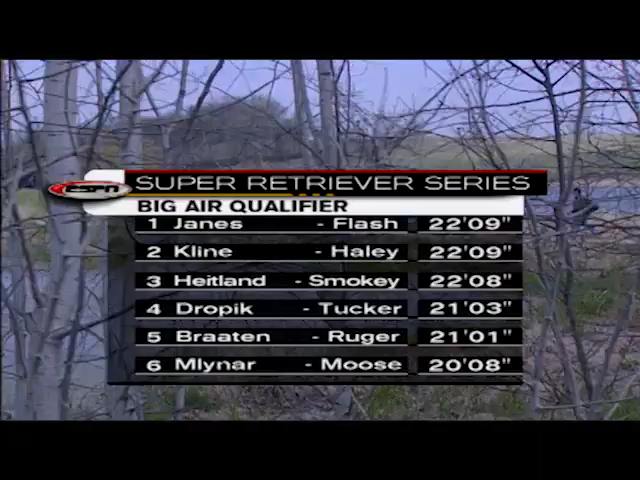 ESPN SUPER RETRIEVER SERIES
BIG AIR QUALIFIER
1 Janes - Flash 22'09"
2 Kline - Haley 22'09"
3 Heitland - Smokey 22'08"
4 Dropik - Tucker 21'03"
5 Braaten - Ruger 21'01"
6 Mlynar - Moose 20'08"